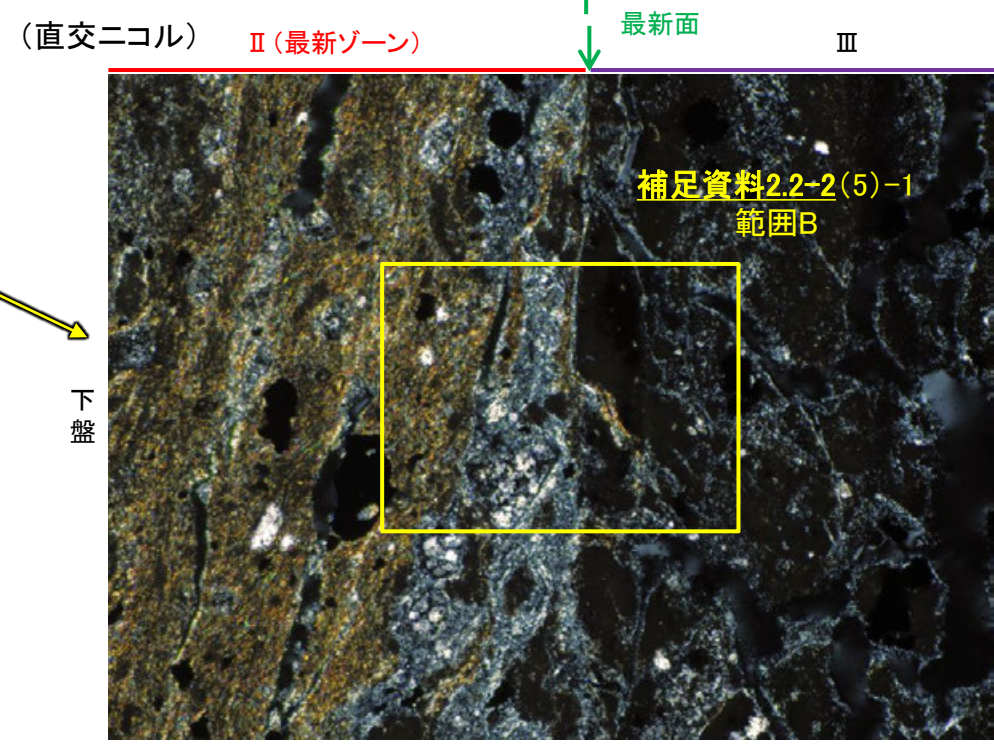 （直交ニコル）
Ⅱ（最新ゾーン）
最新面
Ⅲ
補足資料2.2-2(5)-1
範囲B
下
盤